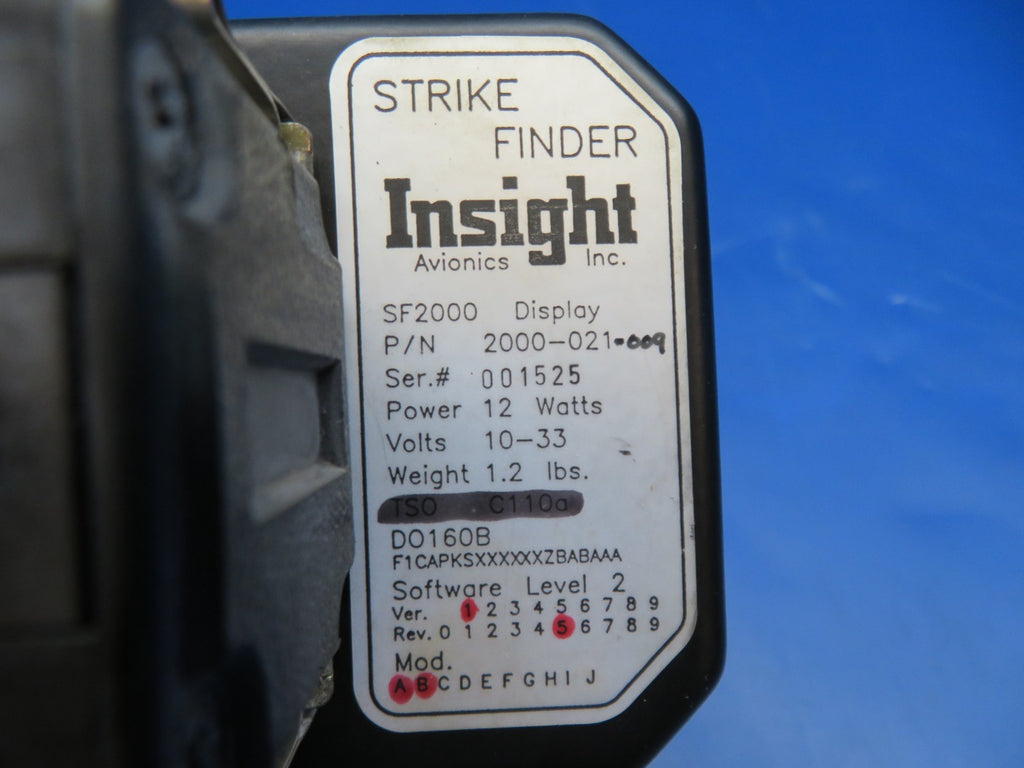 STRIKE
FINDER
Insight
Avionics Inc.
SF2000 Display
P/N 2000-021-009
Ser.# 001525
Power 12 Watts
Volts 10-33
Weight 1.2 lbs.
TSO C110a
DO160B
F1CAPKSXXXXXXZBABAAA
Software Level 2
Ver. 1 2 3 4 5 6 7 8 9
Rev. 0 1 2 3 4 5 6 7 8 9
Mod.
A B C D E F G H I J